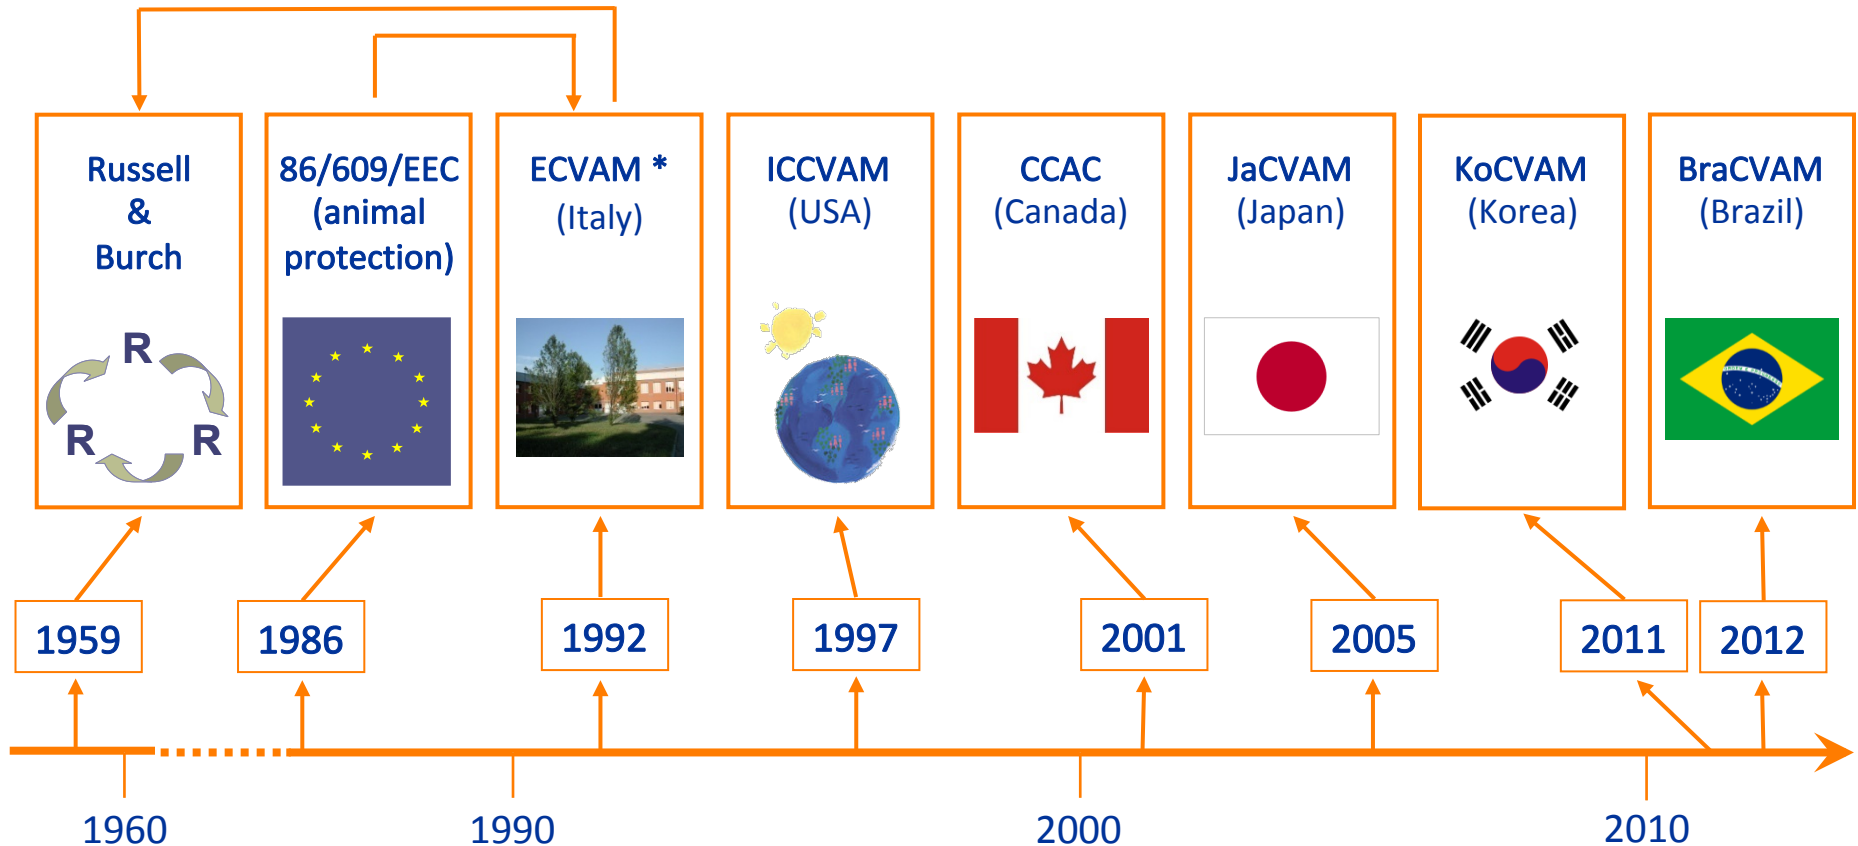 Russell
&
Burch
R
R
R
86/609/EEC
(animal
protection)
ECVAM *
(Italy)
ICCVAM
(USA)
CCAC
(Canada)
JaCVAM
(Japan)
KoCVAM
(Korea)
BraCVAM
(Brazil)
1959
1986
1992
1997
2001
2005
2011
2012
1960
1990
2000
2010